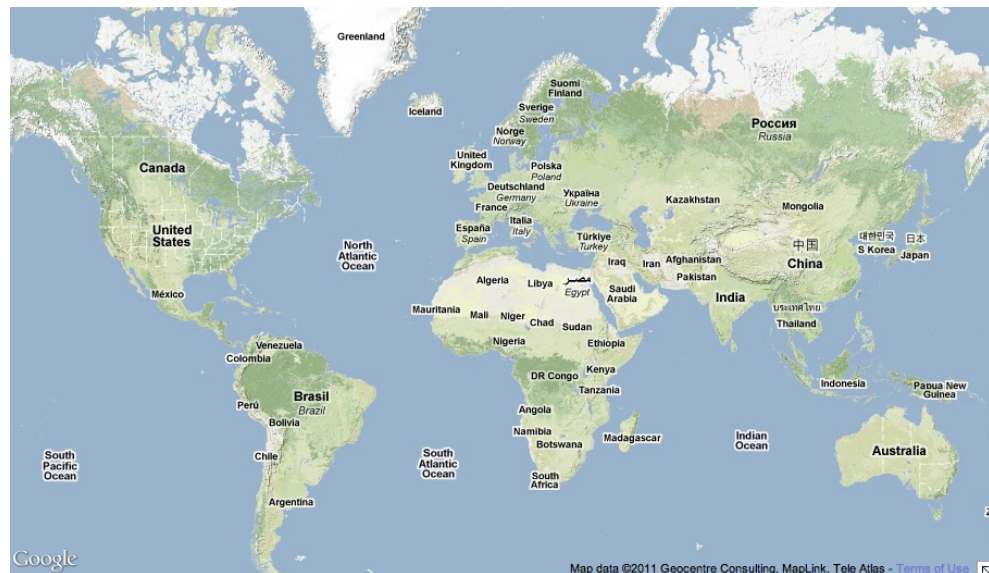 Greenland
Iceland
Suomi
Finland
Sverige
Sweden
Norge
Norway
Россия
Russia
United
Kingdom
Polska
Poland
Canada
Deutschland
Germany
Україна
Ukraine
Kazakhstan
France
Mongolia
Italia
Italy
España
Spain
United
States
Türkiye
Turkey
中国
China
대한민국
S Korea
日本
Japan
North
Atlantic
Ocean
Iraq
Iran
Afghanistan
Pakistan
Algeria
Libya
مصر
Egypt
Saudi
Arabia
India
México
Mauritania
Mali
Niger
Chad
Sudan
ประเทศไทย
Thailand
Nigeria
Ethiopia
Venezuela
Colombia
Kenya
DR Congo
Tanzania
Indonesia
Papua New
Guinea
Brasil
Brazil
Perú
Bolivia
Angola
Namibia
Botswana
Madagascar
Indian
Ocean
South
Pacific
Ocean
Chile
South
Atlantic
Ocean
Australia
South
Africa
Argentina
Google
Map data ©2011 Geocentre Consulting, MapLink, Tele Atlas - Terms of Use